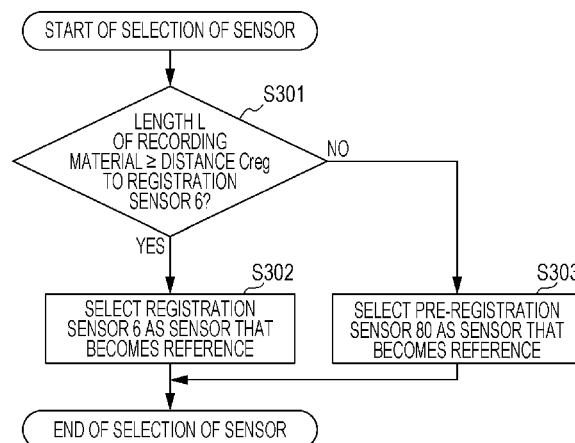 START OF SELECTION OF SENSOR
S301
LENGTH L
OF RECORDING
MATERIAL ≥ DISTANCE Creg
TO REGISTRATION
SENSOR 6?
NO
YES
S302
SELECT REGISTRATION
SENSOR 6 AS SENSOR THAT
BECOMES REFERENCE
S303
SELECT PRE-REGISTRATION
SENSOR 80 AS SENSOR THAT
BECOMES REFERENCE
END OF SELECTION OF SENSOR